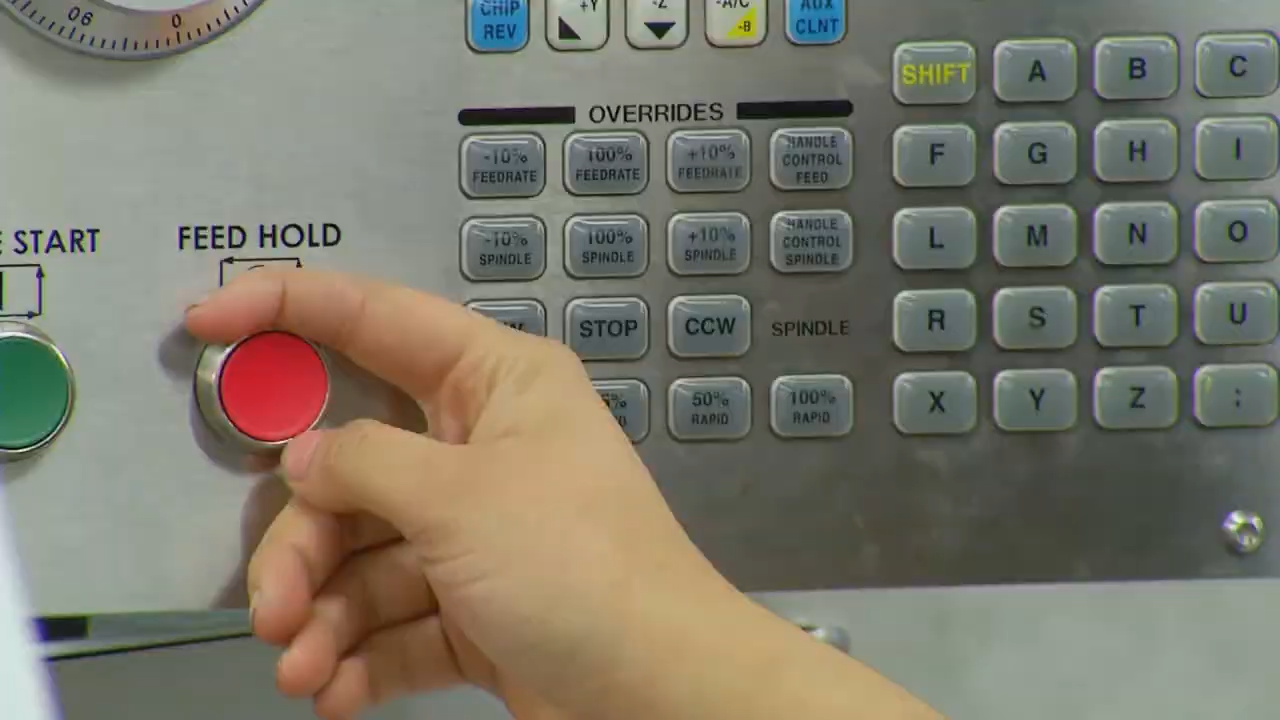 06 0
CHIP REV
+Y
-Z
-A/C
-B
AUX CLNT
SHIFT A B C
OVERRIDES
-10% FEEDRATE
100% FEEDRATE
+10% FEEDRATE
HANDLE CONTROL FEED
F G H I
-10% SPINDLE
100% SPINDLE
+10% SPINDLE
HANDLE CONTROL SPINDLE
L M N O
START
FEED HOLD
STOP
CCW
SPINDLE
R S T U
50% RAPID
100% RAPID
X Y Z ;